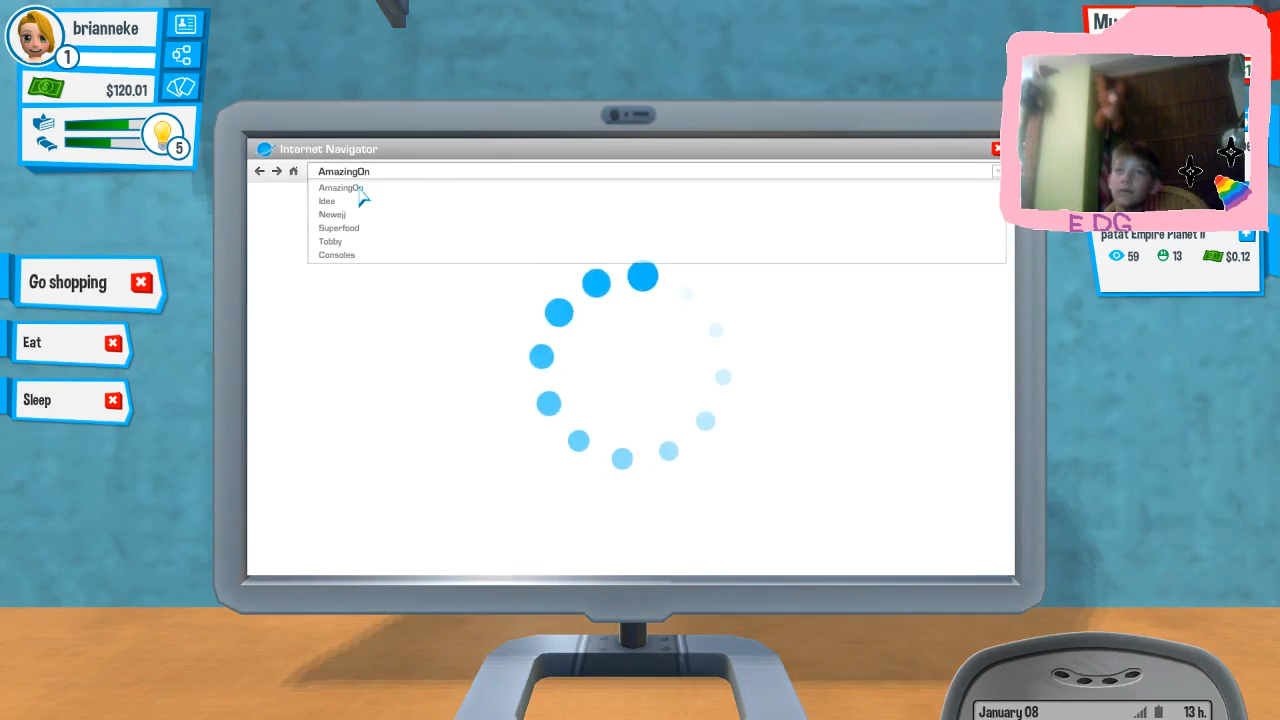 brianneke
1
$120.01
5
My
Internet Navigator
AmazingOn
AmazingOn
Idea
Newejj
Superfood
Tobby
Consoles
E DG
patat Empire Planet II
59 13 $0.12
Go shopping
Eat
Sleep
January 08 13 h.